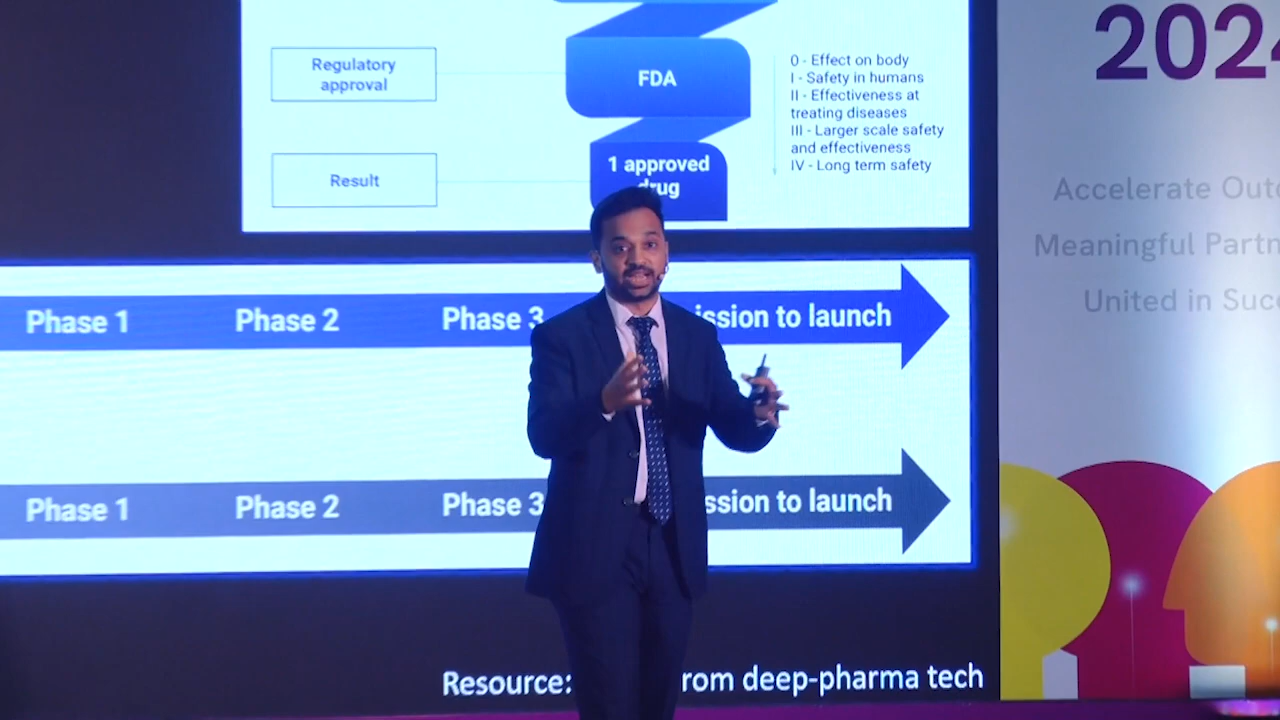 Regulatory
approval
FDA
0 - Effect on body
I - Safety in humans
II - Effectiveness at
treating diseases
III - Larger scale safety
and effectiveness
IV - Long term safety
Result
1 approved
drug
Phase 1 Phase 2 Phase 3 ission to launch
Phase 1 Phase 2 Phase 3 ssion to launch
Resource: rom deep-pharma tech
202
Accelerate Out
Meaningful Partn
United in Suc